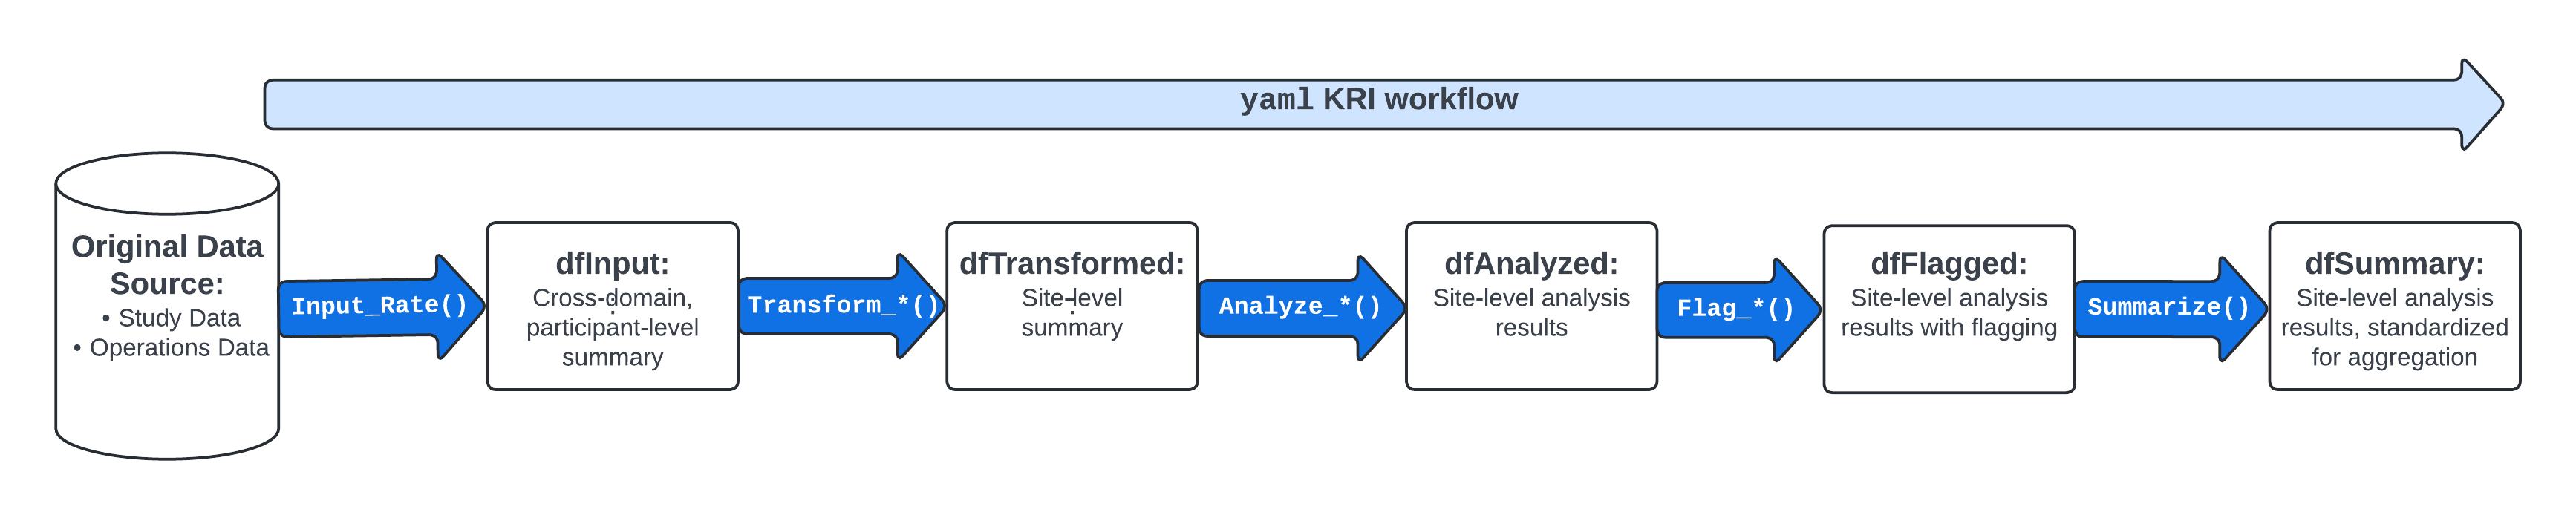 yaml KRI workflow
Original Data
Source:
• Study Data
• Operations Data
Input_Rate()
dfInput:
Cross-domain,
participant-level
summary
Transform_*()
dfTransformed:
Site-level
summary
Analyze_*()
dfAnalyzed:
Site-level analysis
results
Flag_*()
dfFlagged:
Site-level analysis
results with flagging
Summarize()
dfSummary:
Site-level analysis
results, standardized
for aggregation